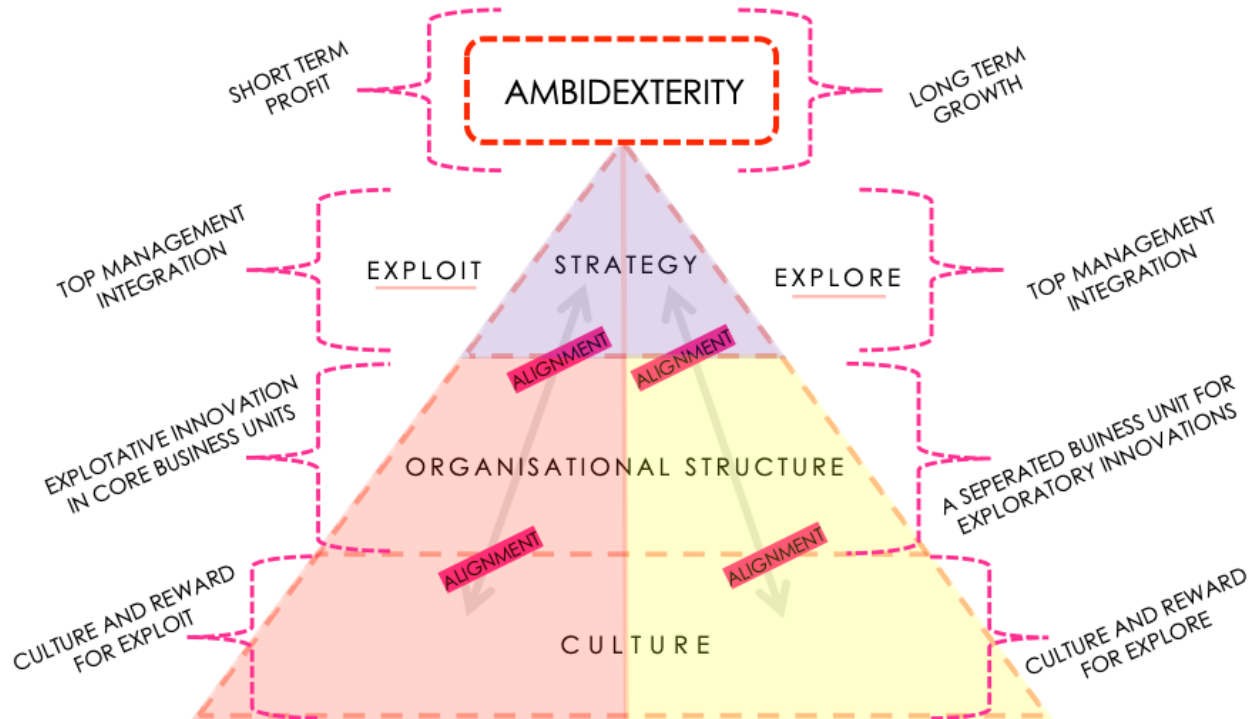 SHORT TERM
PROFIT
AMBIDEXTERITY
LONG TERM
GROWTH
TOP MANAGEMENT
INTEGRATION
EXPLOIT
STRATEGY
EXPLORE
TOP MANAGEMENT
INTEGRATION
ALIGNMENT
ALIGNMENT
EXPLOTATIVE INNOVATION
IN CORE BUSINESS UNITS
ORGANISATIONAL STRUCTURE
A SEPERATED BUINESS UNIT FOR
EXPLORATORY INNOVATIONS
ALIGNMENT
ALIGNMENT
CULTURE AND REWARD
FOR EXPLOIT
CULTURE
CULTURE AND REWARD
FOR EXPLORE